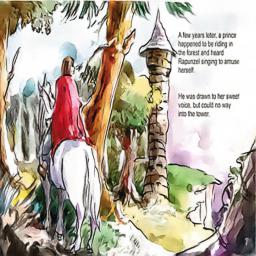 A few years later, a prince
happened to be riding in
the forest and heard
Rapunzel singing to amuse
herself.
He was drawn to her sweet
voice, but could no way
into the tower.